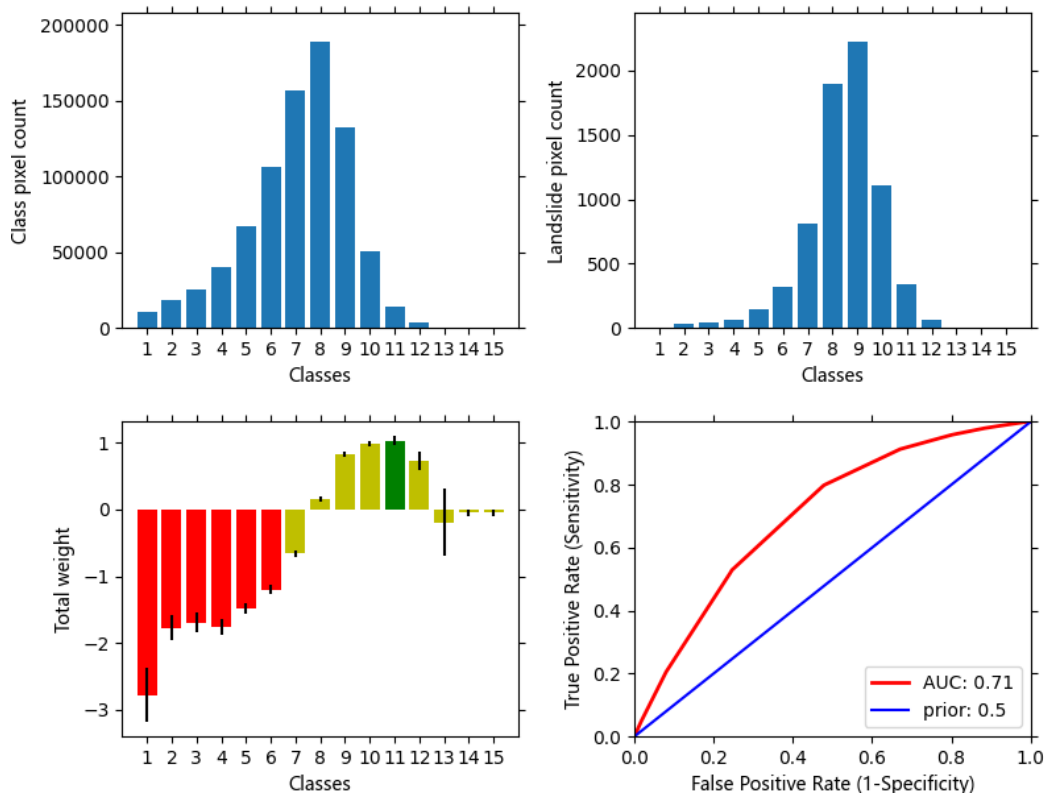 200000
150000
100000
50000
0
Class pixel count
1 2 3 4 5 6 7 8 9 10 11 12 13 14 15
Classes
2000
1500
1000
500
0
Landslide pixel count
1 2 3 4 5 6 7 8 9 10 11 12 13 14 15
Classes
1
0
−1
−2
−3
Total weight
1 2 3 4 5 6 7 8 9 10 11 12 13 14 15
Classes
1.0
0.8
0.6
0.4
0.2
0.0
True Positive Rate (Sensitivity)
AUC: 0.71
prior: 0.5
0.0 0.2 0.4 0.6 0.8 1.0
False Positive Rate (1-Specificity)